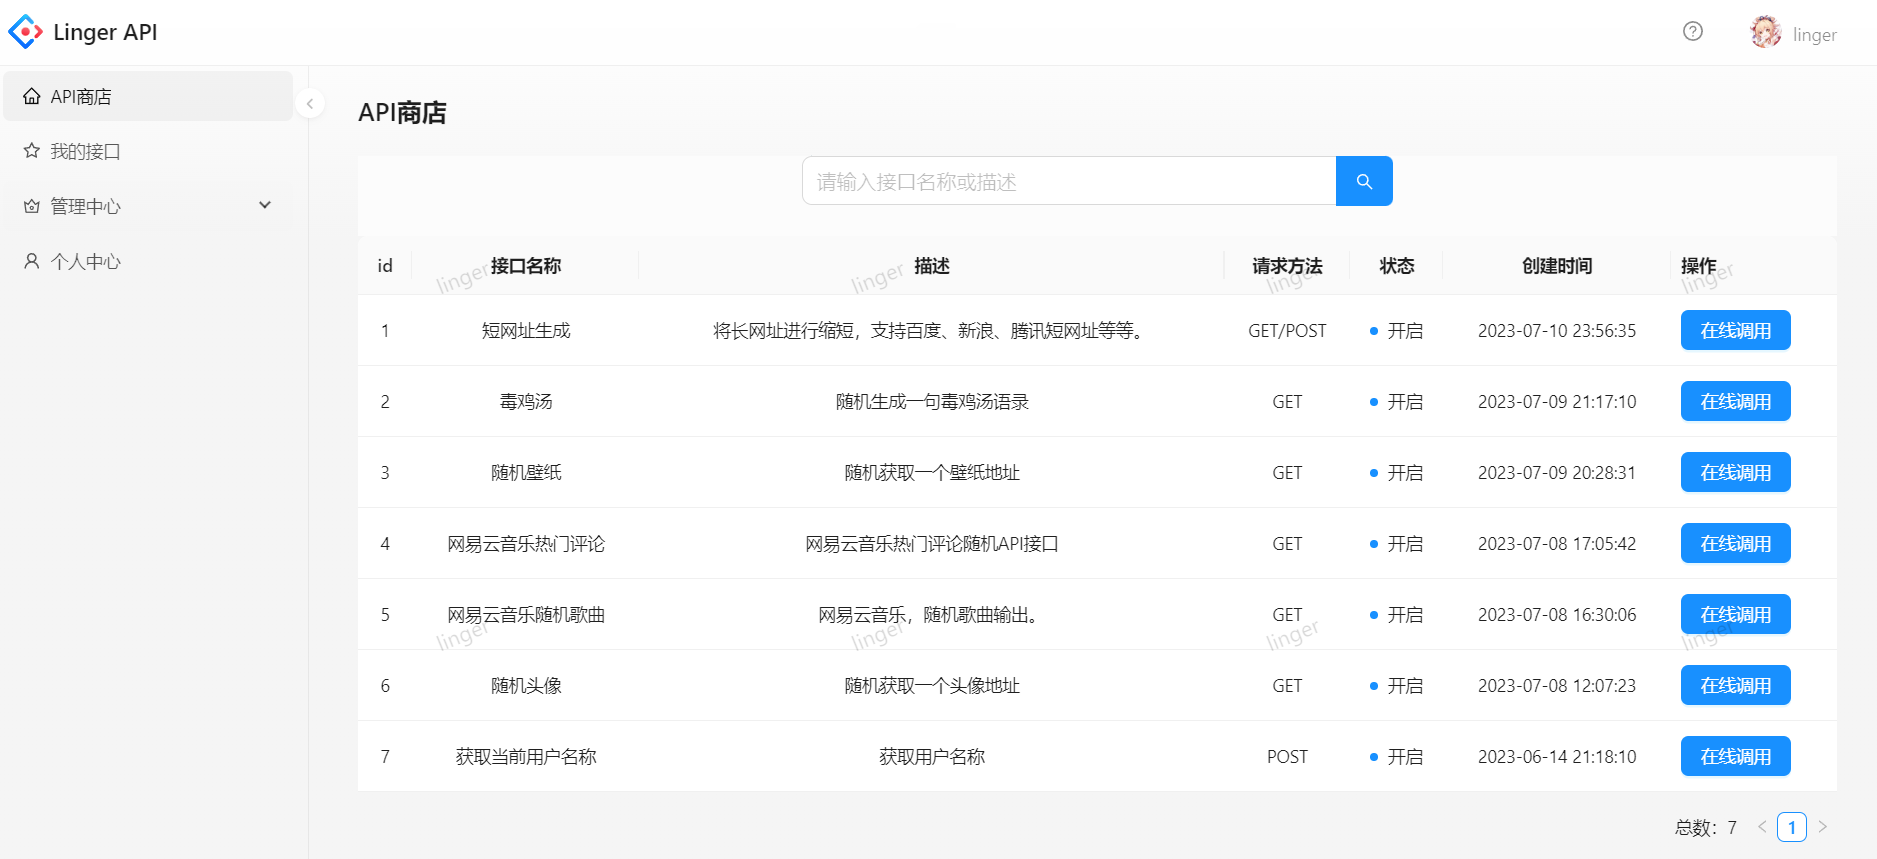 Linger API
linger
API商店
我的接口
管理中心
个人中心
API商店
请输入接口名称或描述
id 接口名称 描述 请求方法 状态 创建时间 操作
linger linger linger linger
1 短网址生成 将长网址进行缩短，支持百度、新浪、腾讯短网址等等。 GET/POST 开启 2023-07-10 23:56:35 在线调用
2 毒鸡汤 随机生成一句毒鸡汤语录 GET 开启 2023-07-09 21:17:10 在线调用
3 随机壁纸 随机获取一个壁纸地址 GET 开启 2023-07-09 20:28:31 在线调用
4 网易云音乐热门评论 网易云音乐热门评论随机API接口 GET 开启 2023-07-08 17:05:42 在线调用
5 网易云音乐随机歌曲 网易云音乐，随机歌曲输出。 GET 开启 2023-07-08 16:30:06 在线调用
linger linger linger linger
6 随机头像 随机获取一个头像地址 GET 开启 2023-07-08 12:07:23 在线调用
7 获取当前用户名称 获取用户名称 POST 开启 2023-06-14 21:18:10 在线调用
总数：7 < 1 >